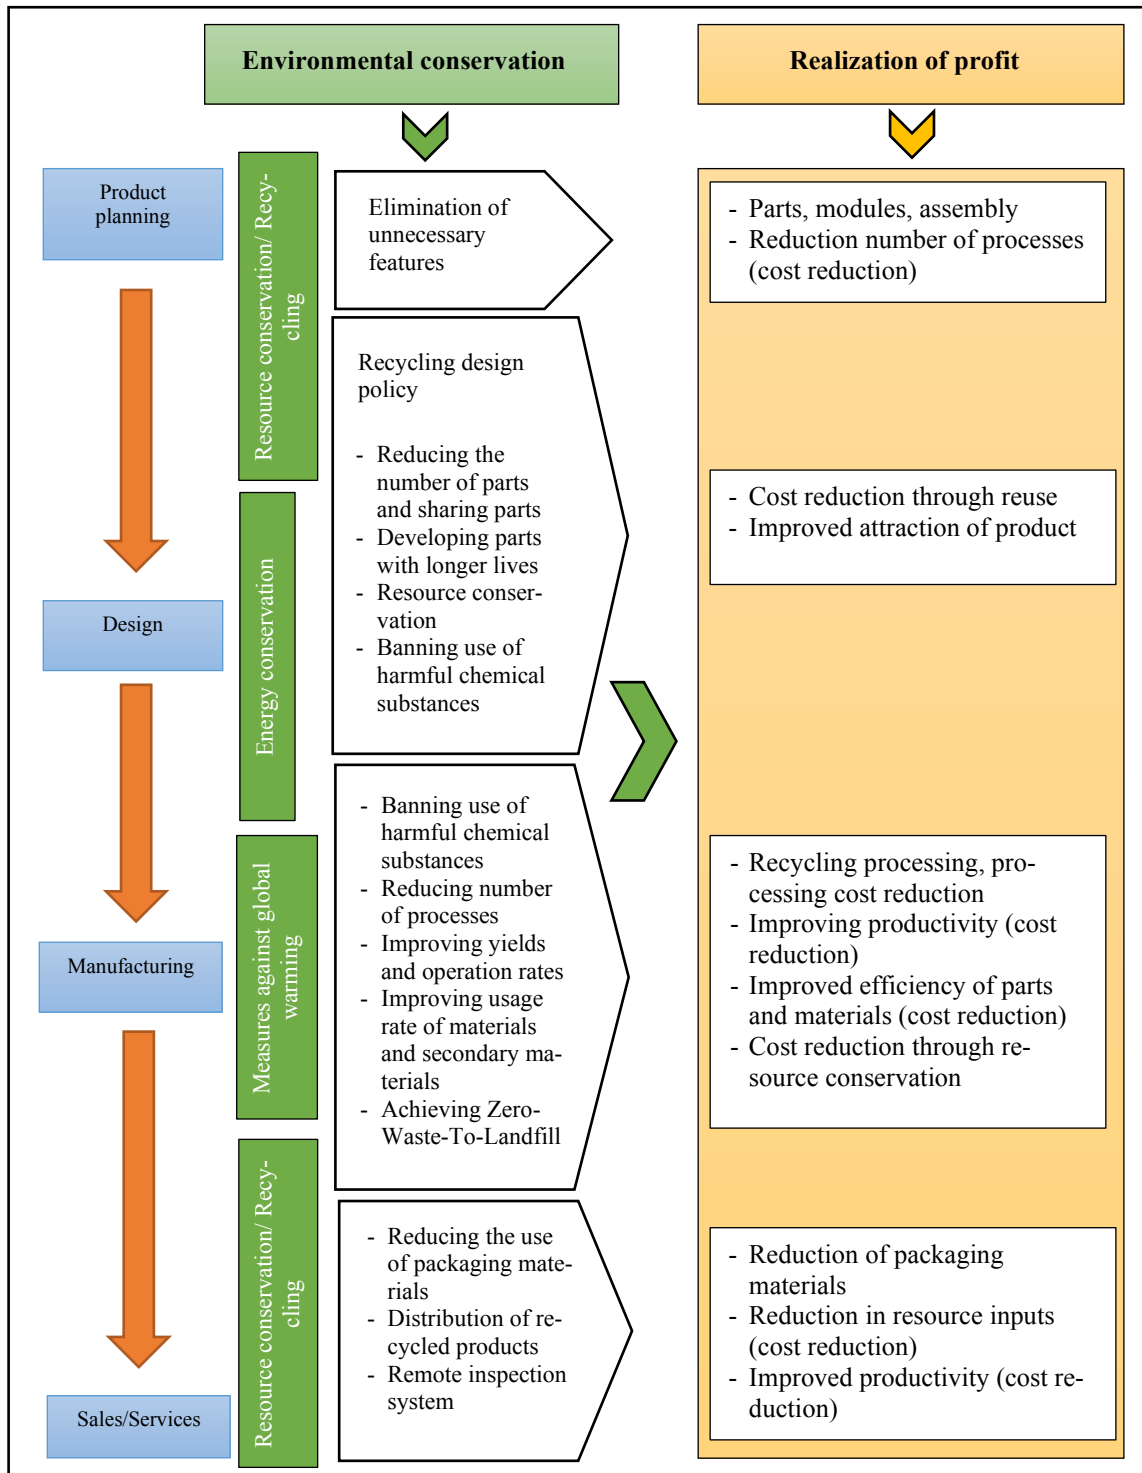 Environmental conservation
Realization of profit
Product
planning
Design
Manufacturing
Sales/Services
Resource conservation/ Recy-
cling
Energy conservation
Measures against global
warming
Resource conservation/ Recy-
cling
Elimination of
unnecessary
features
Recycling design
policy
- Reducing the
number of parts
and sharing parts
- Developing parts
with longer lives
- Resource conser-
vation
- Banning use of
harmful chemical
substances
- Banning use of
harmful chemical
substances
- Reducing number
of processes
- Improving yields
and operation rates
- Improving usage
rate of materials
and secondary ma-
terials
- Achieving Zero-
Waste-To-Landfill
- Reducing the use
of packaging mate-
rials
- Distribution of re-
cycled products
- Remote inspection
system
- Parts, modules, assembly
- Reduction number of processes
(cost reduction)
- Cost reduction through reuse
- Improved attraction of product
- Recycling processing, pro-
cessing cost reduction
- Improving productivity (cost
reduction)
- Improved efficiency of parts
and materials (cost reduction)
- Cost reduction through re-
source conservation
- Reduction of packaging
materials
- Reduction in resource inputs
(cost reduction)
- Improved productivity (cost re-
duction)